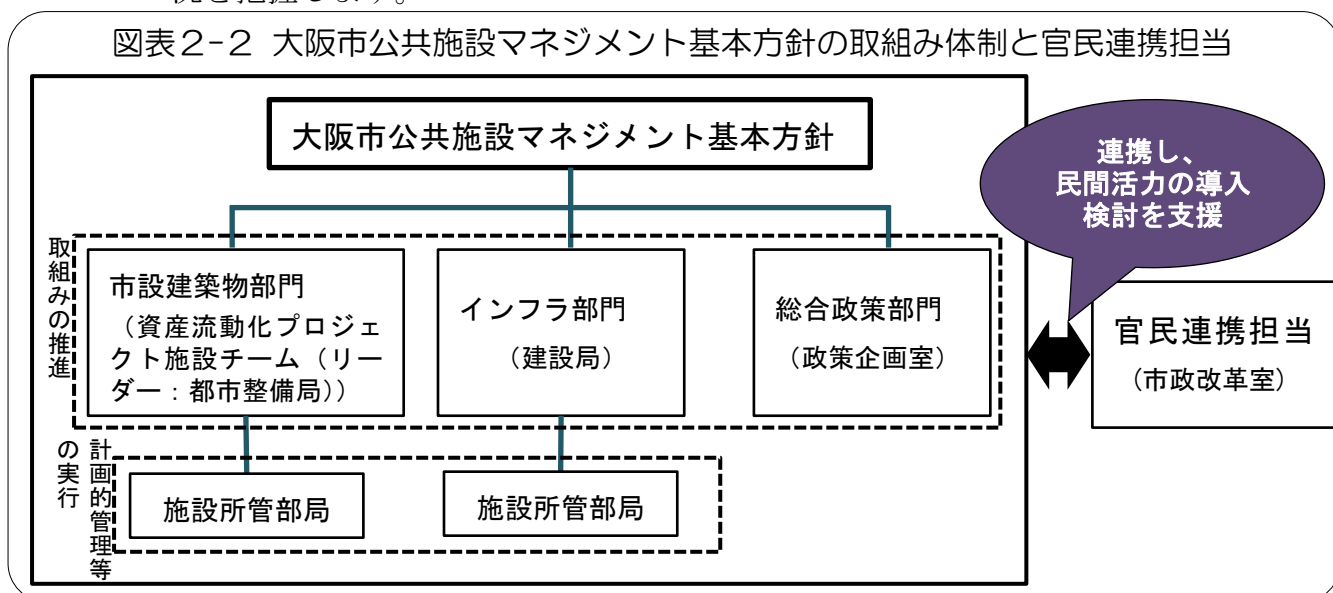 況を把握します。
図表2-2 大阪市公共施設マネジメント基本方針の取組み体制と官民連携担当
大阪市公共施設マネジメント基本方針
連携し、
民間活力の導入
検討を支援
取組みの推進
市設建築物部門
（資産流動化プロジェ
クト施設チーム（リー
ダー：都市整備局））
インフラ部門
（建設局）
総合政策部門
（政策企画室）
官民連携担当
（市政改革室）
計画的管理等
の実行
施設所管部局
施設所管部局